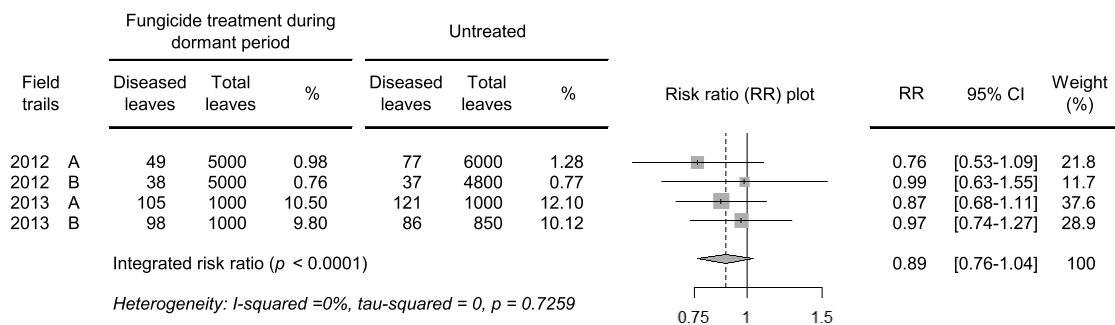 Fungicide treatment during
dormant period
Untreated
Field
trails
Diseased
leaves
Total
leaves
%
Diseased
leaves
Total
leaves
%
Risk ratio (RR) plot
RR
95% CI
Weight
(%)
2012 A 49 5000 0.98 77 6000 1.28 0.76 [0.53-1.09] 21.8
2012 B 38 5000 0.76 37 4800 0.77 0.99 [0.63-1.55] 11.7
2013 A 105 1000 10.50 121 1000 12.10 0.87 [0.68-1.11] 37.6
2013 B 98 1000 9.80 86 850 10.12 0.97 [0.74-1.27] 28.9
Integrated risk ratio (p < 0.0001) 0.89 [0.76-1.04] 100
Heterogeneity: I-squared =0%, tau-squared = 0, p = 0.7259
0.75 1 1.5